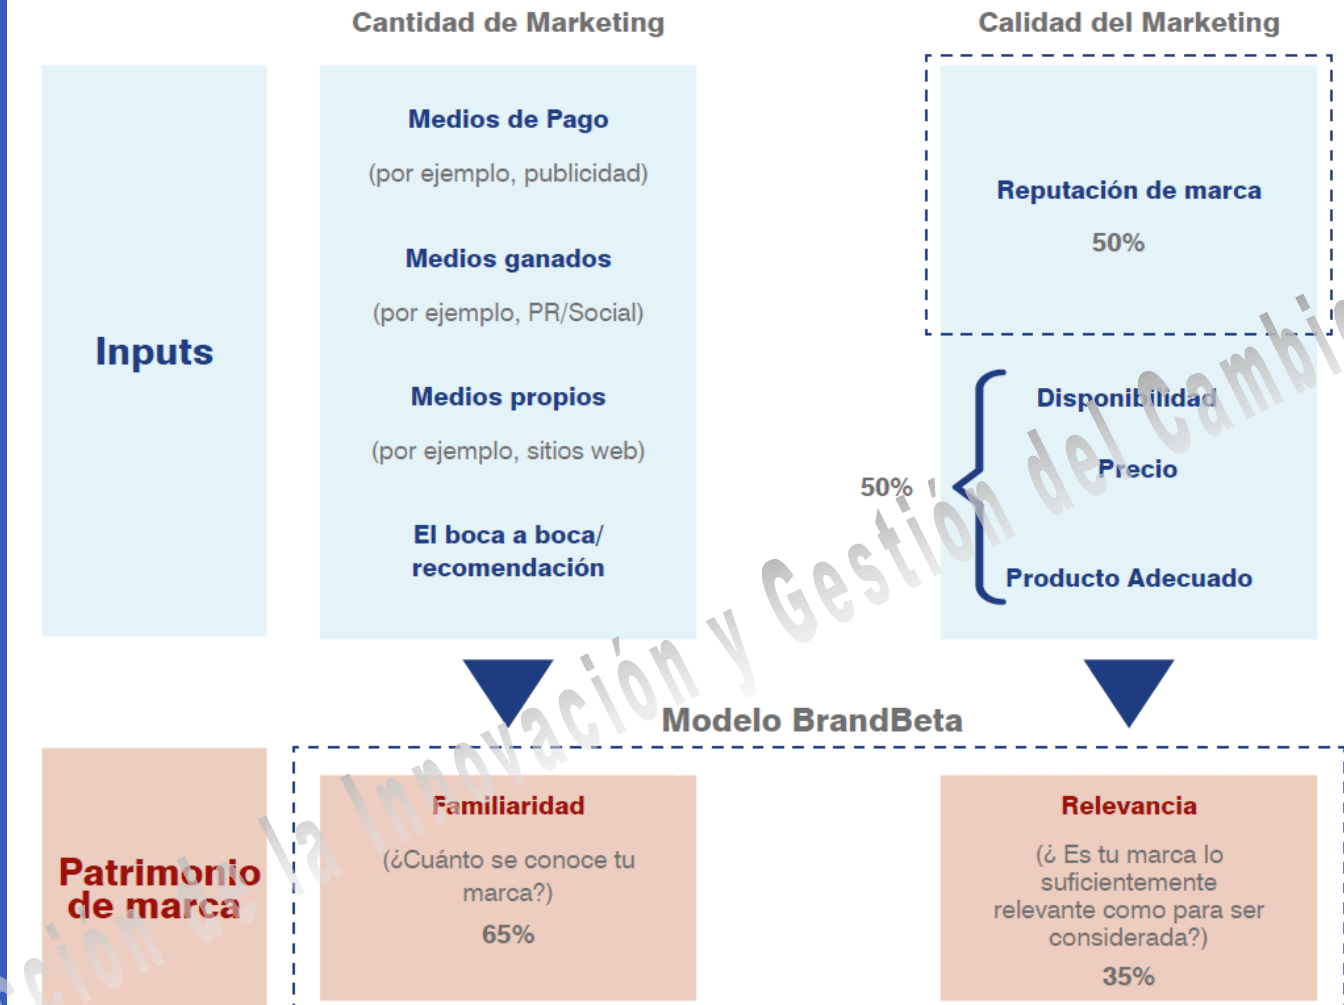 Cantidad de Marketing
Calidad del Marketing
Inputs
Medios de Pago
(por ejemplo, publicidad)
Medios ganados
(por ejemplo, PR/Social)
Medios propios
(por ejemplo, sitios web)
El boca a boca/
recomendación
Reputación de marca
50%
50%
Disponibilidad
Precio
Producto Adecuado
Modelo BrandBeta
Patrimonio
de marca
Familiaridad
(¿Cuánto se conoce tu
marca?)
65%
Relevancia
(¿ Es tu marca lo
suficientemente
relevante como para ser
considerada?)
35%
de la Innovación y Gestión del Cambio